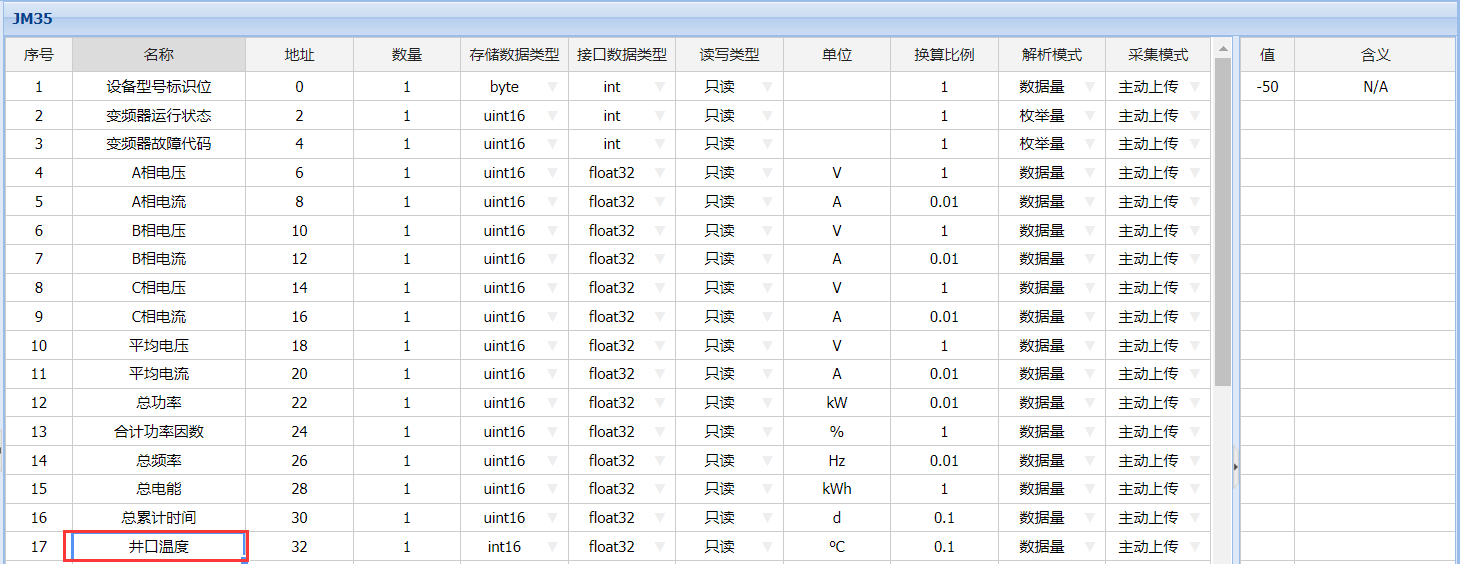 JM35
序号 名称 地址 数量 存储数据类型 接口数据类型 读写类型 单位 换算比例 解析模式 采集模式 值 含义
1 设备型号标识位 0 1 byte int 只读 1 数据量 主动上传 -50 N/A
2 变频器运行状态 2 1 uint16 int 只读 1 枚举量 主动上传
3 变频器故障代码 4 1 uint16 int 只读 1 枚举量 主动上传
4 A相电压 6 1 uint16 float32 只读 V 1 数据量 主动上传
5 A相电流 8 1 uint16 float32 只读 A 0.01 数据量 主动上传
6 B相电压 10 1 uint16 float32 只读 V 1 数据量 主动上传
7 B相电流 12 1 uint16 float32 只读 A 0.01 数据量 主动上传
8 C相电压 14 1 uint16 float32 只读 V 1 数据量 主动上传
9 C相电流 16 1 uint16 float32 只读 A 0.01 数据量 主动上传
10 平均电压 18 1 uint16 float32 只读 V 1 数据量 主动上传
11 平均电流 20 1 uint16 float32 只读 A 0.01 数据量 主动上传
12 总功率 22 1 uint16 float32 只读 kW 0.01 数据量 主动上传
13 合计功率因数 24 1 uint16 float32 只读 % 1 数据量 主动上传
14 总频率 26 1 uint16 float32 只读 Hz 0.01 数据量 主动上传
15 总电能 28 1 uint16 float32 只读 kWh 1 数据量 主动上传
16 总累计时间 30 1 uint16 float32 只读 d 0.1 数据量 主动上传
17 井口温度 32 1 int16 float32 只读 ºC 0.1 数据量 主动上传